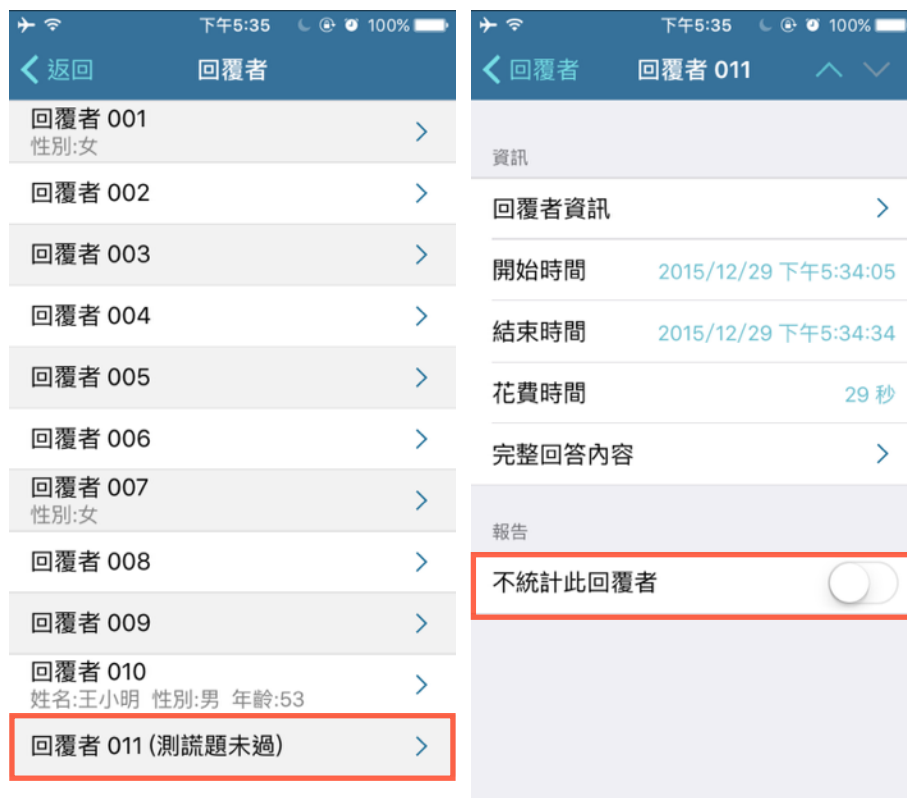 下午5:35 100%
返回 回覆者
回覆者 001
性別:女
回覆者 002
回覆者 003
回覆者 004
回覆者 005
回覆者 006
回覆者 007
性別:女
回覆者 008
回覆者 009
回覆者 010
姓名:王小明 性別:男 年齡:53
回覆者 011 (測謊題未過)
下午5:35 100%
回覆者 回覆者 011
資訊
回覆者資訊
開始時間 2015/12/29 下午5:34:05
結束時間 2015/12/29 下午5:34:34
花費時間 29 秒
完整回答內容
報告
不統計此回覆者